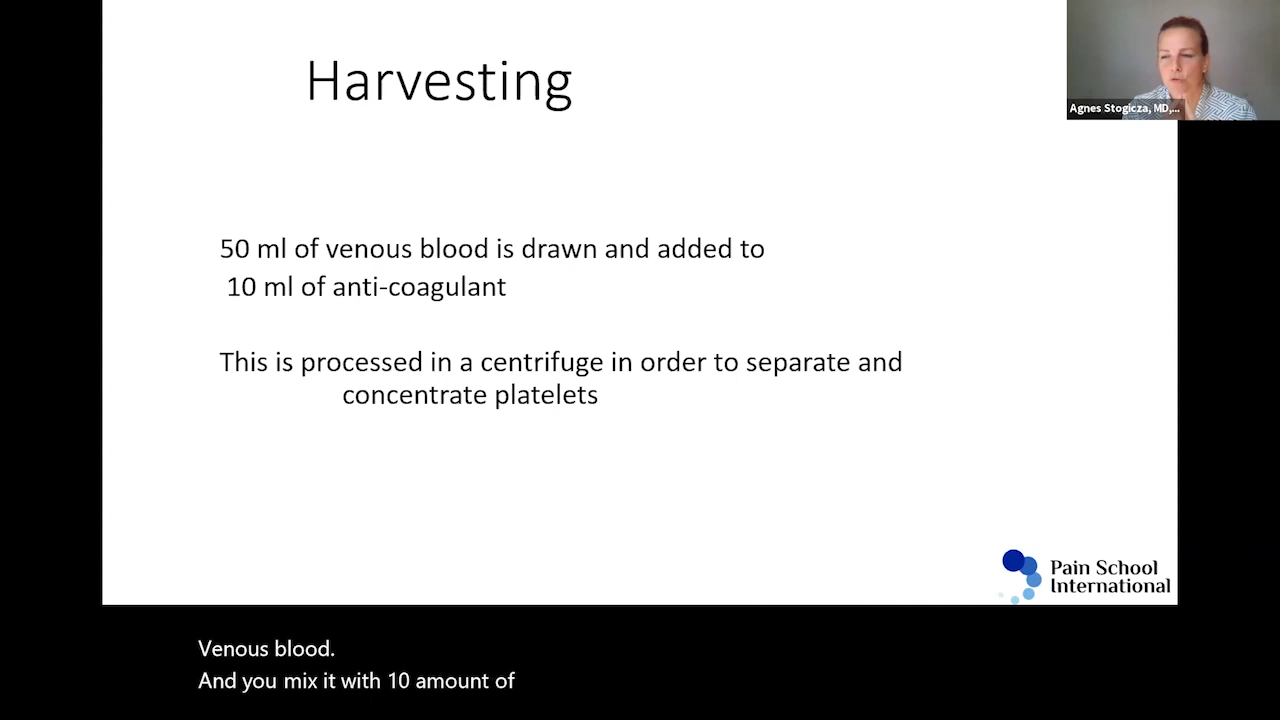 Harvesting
Agnes Stogicza, MD,...
50 ml of venous blood is drawn and added to
10 ml of anti-coagulant
This is processed in a centrifuge in order to separate and
concentrate platelets
Pain School
International
Venous blood.
And you mix it with 10 amount of